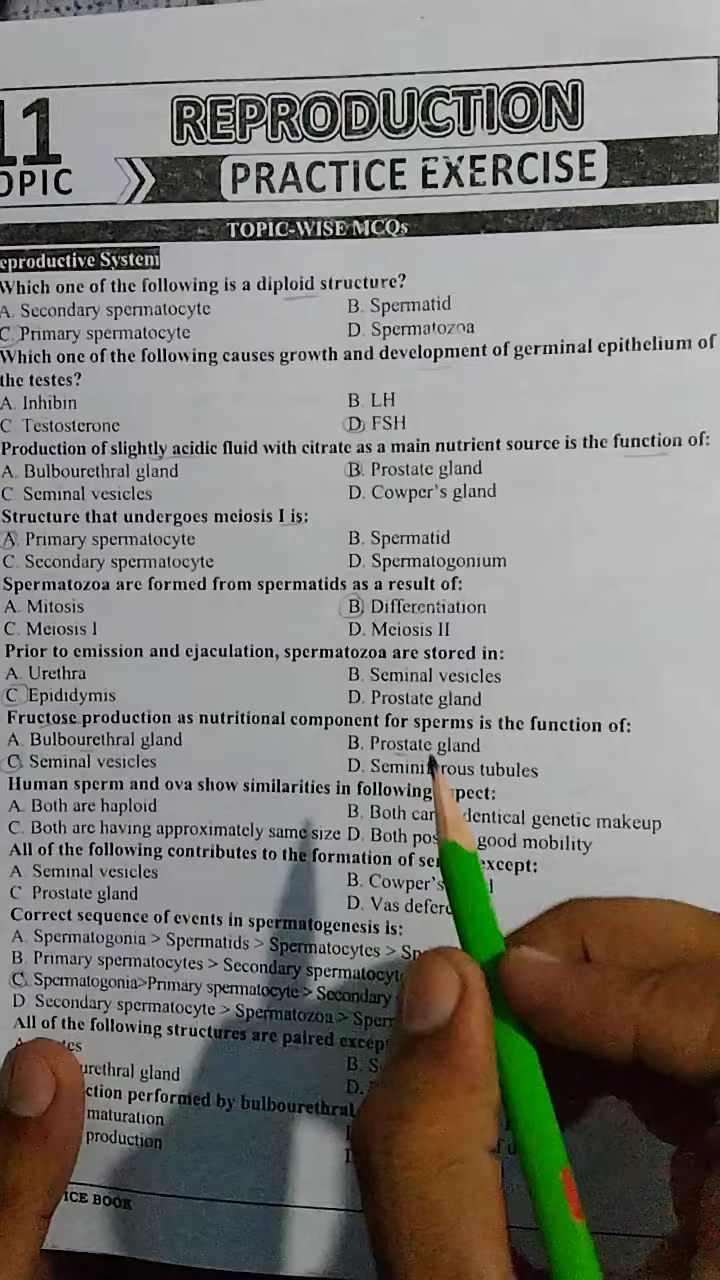 11
REPRODUCTION
OPIC
PRACTICE EXERCISE
TOPIC-WISE MCQs
eproductive System
Which one of the following is a diploid structure?
A. Secondary spermatocyte B. Spermatid
C. Primary spermatocyte D. Spermatozoa
Which one of the following causes growth and development of germinal epithelium of
the testes?
A. Inhibin B. LH
C Testosterone D. FSH
Production of slightly acidic fluid with citrate as a main nutrient source is the function of:
A. Bulbourethral gland B. Prostate gland
C. Seminal vesicles D. Cowper's gland
Structure that undergoes meiosis I is:
A. Primary spermatocyte B. Spermatid
C. Secondary spermatocyte D. Spermatogonium
Spermatozoa are formed from spermatids as a result of:
A. Mitosis B. Differentiation
C. Meiosis I D. Meiosis II
Prior to emission and ejaculation, spermatozoa are stored in:
A. Urethra B. Seminal vesicles
C Epididymis D. Prostate gland
Fructose production as nutritional component for sperms is the function of:
A. Bulbourethral gland B. Prostate gland
C. Seminal vesicles D. Semini rous tubules
Human sperm and ova show similarities in following pect:
A. Both are haploid B. Both car dentical genetic makeup
C. Both are having approximately same size D. Both pos good mobility
All of the following contributes to the formation of se except:
A. Seminal vesicles B. Cowper's
C Prostate gland D. Vas defere
Correct sequence of events in spermatogenesis is:
A. Spermatogonia > Spermatids > Spermatocytes > Sp
B. Primary spermatocytes > Secondary spermatocyt
C. Spermatogonia>Primary spermatocyte > Secondary
D. Secondary spermatocyte > Spermatozoa > Sperr
All of the following structures are paired excep
A tes B. S
urethral gland D.
ction performed by bulbourethral
maturation
production
ICE BOOK